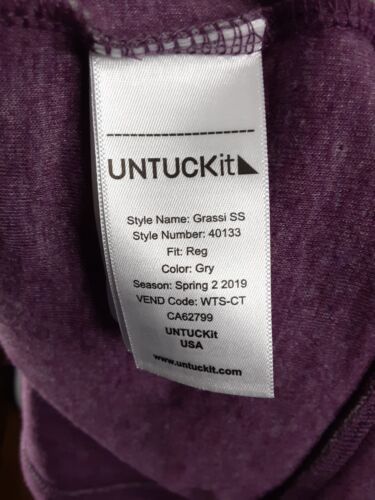 UNTUCKit
Style Name: Grassi SS
Style Number: 40133
Fit: Reg
Color: Gry
Season: Spring 2 2019
VEND Code: WTS-CT
CA62799
UNTUCKit
USA
www.untuckit.com